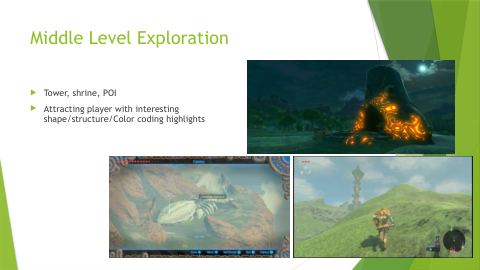 Middle Level Exploration
Tower, shrine, POI
Attracting player with interesting
shape/structure/Color coding highlights